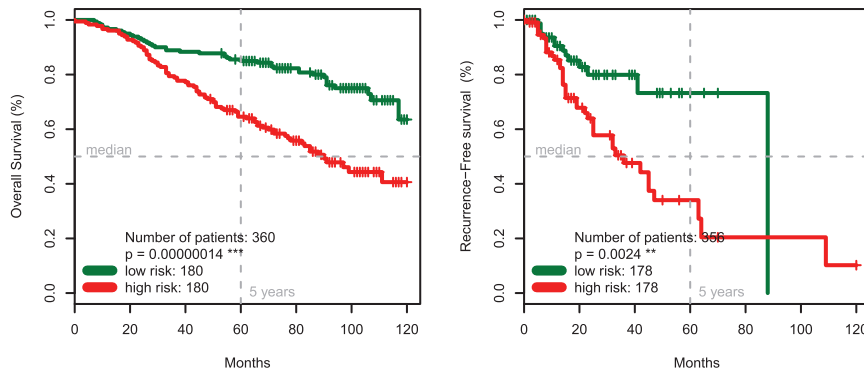 Overall Survival (%)
1.0
0.8
0.6
0.4
0.2
0.0
median
Number of patients: 360
p = 0.00000014 ***
low risk: 180
high risk: 180
5 years
0 20 40 60 80 100 120
Months
Recurrence−Free survival (%)
1.0
0.8
0.6
0.4
0.2
0.0
median
Number of patients: 356
p = 0.0024 **
low risk: 178
high risk: 178
5 years
0 20 40 60 80 100 120
Months